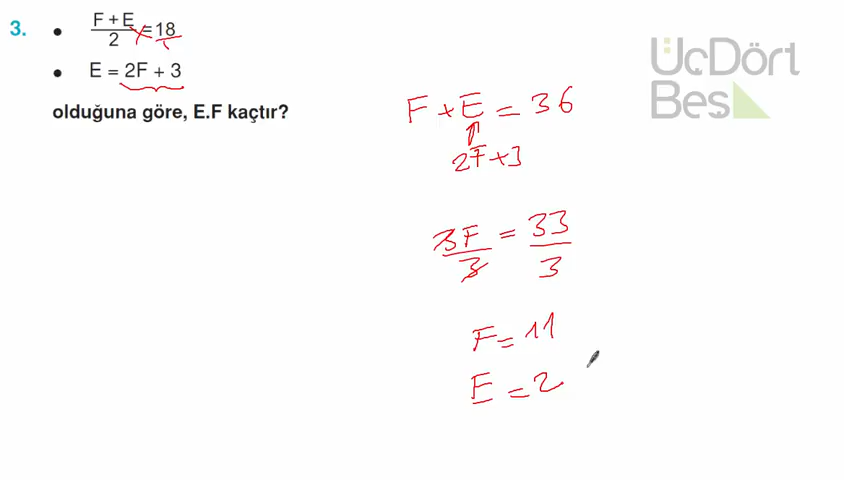 3.
• F + E / 2 = 18
• E = 2F + 3
olduğuna göre, E.F kaçtır?
ÜçDört
Beş
F + E = 36
2F + 3
3F / 3 = 33 / 3
F = 11
E = 2